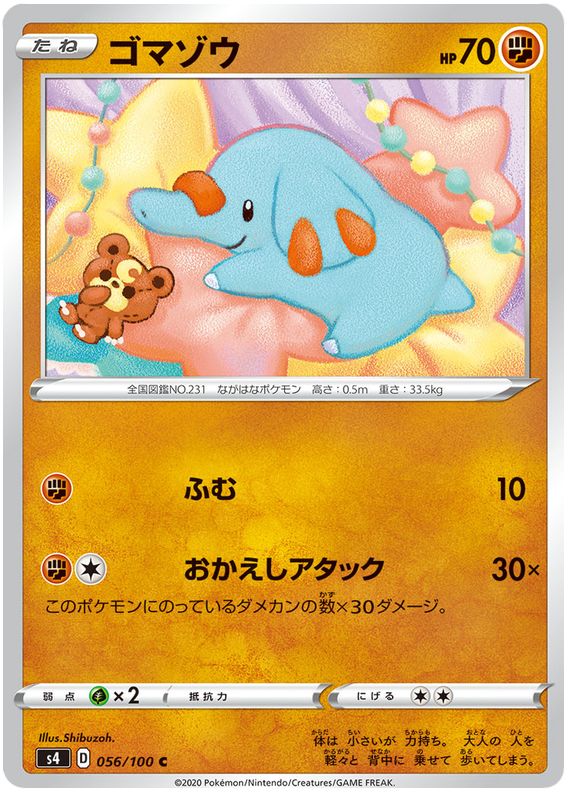 たね ゴマゾウ HP70
全国図鑑NO.231 ながはなポケモン 高さ:0.5m 重さ:33.5kg
ふむ 10
おかえしアタック 30×
このポケモンにのっているダメカンの数×30ダメージ。
弱点 ×2 抵抗力 にげる
Illus.Shibuzoh.
体は 小さいが 力持ち。大人の 人を
軽々と 背中に 乗せて 歩いてしまう。
s4 D 056/100 C
©2020 Pokémon/Nintendo/Creatures/GAME FREAK.